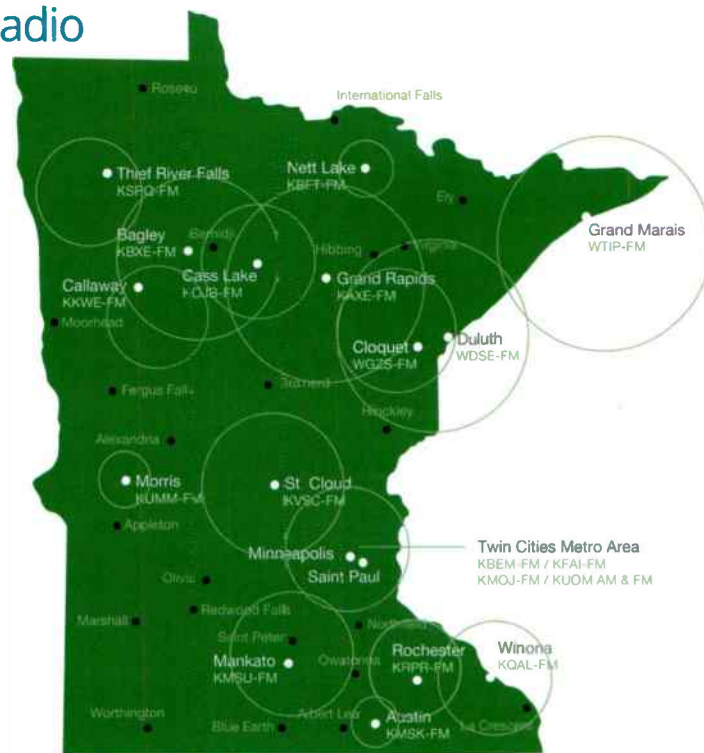 adio
Roseau
International Falls
Thief River Falls
KSRQ-FM
Nett Lake
KBFT-FM
Ely
Grand Marais
WTIP-FM
Bagley
KBXE-FM
Bemidji
Hibbing
Virginia
Cass Lake
KOJB-FM
Grand Rapids
KAXE-FM
Callaway
KKWE-FM
Moorhead
Cloquet
WGZS-FM
Duluth
WDSE-FM
Fergus Falls
Brainerd
Hinckley
Alexandria
Morris
KUMM-FM
St. Cloud
KVSC-FM
Appleton
Minneapolis
Saint Paul
Twin Cities Metro Area
KBEM-FM / KFAI-FM
KMOJ-FM / KUOM AM & FM
Olivia
Redwood Falls
Marshall
Northfield
Saint Peter
Mankato
KMSU-FM
Owatonna
Rochester
KRPR-FM
Winona
KQAL-FM
Worthington
Blue Earth
Albert Lea
Austin
KMSK-FM
La Crescent